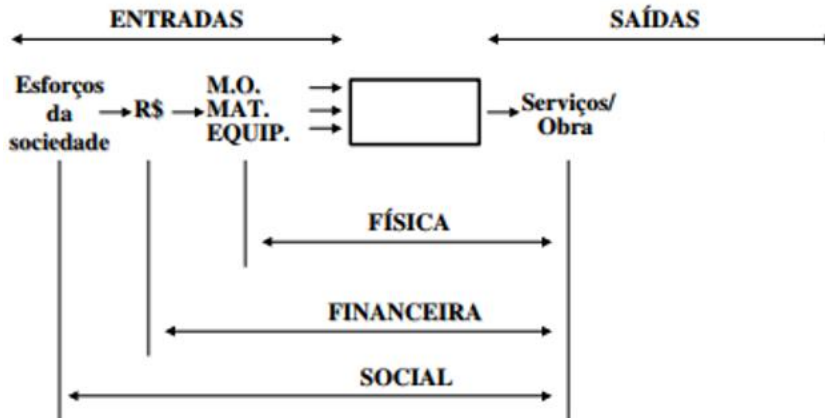 ENTRADAS
SAÍDAS
Esforços
da
sociedade
R$
M.O.
MAT.
EQUIP.
Serviços/
Obra
FÍSICA
FINANCEIRA
SOCIAL